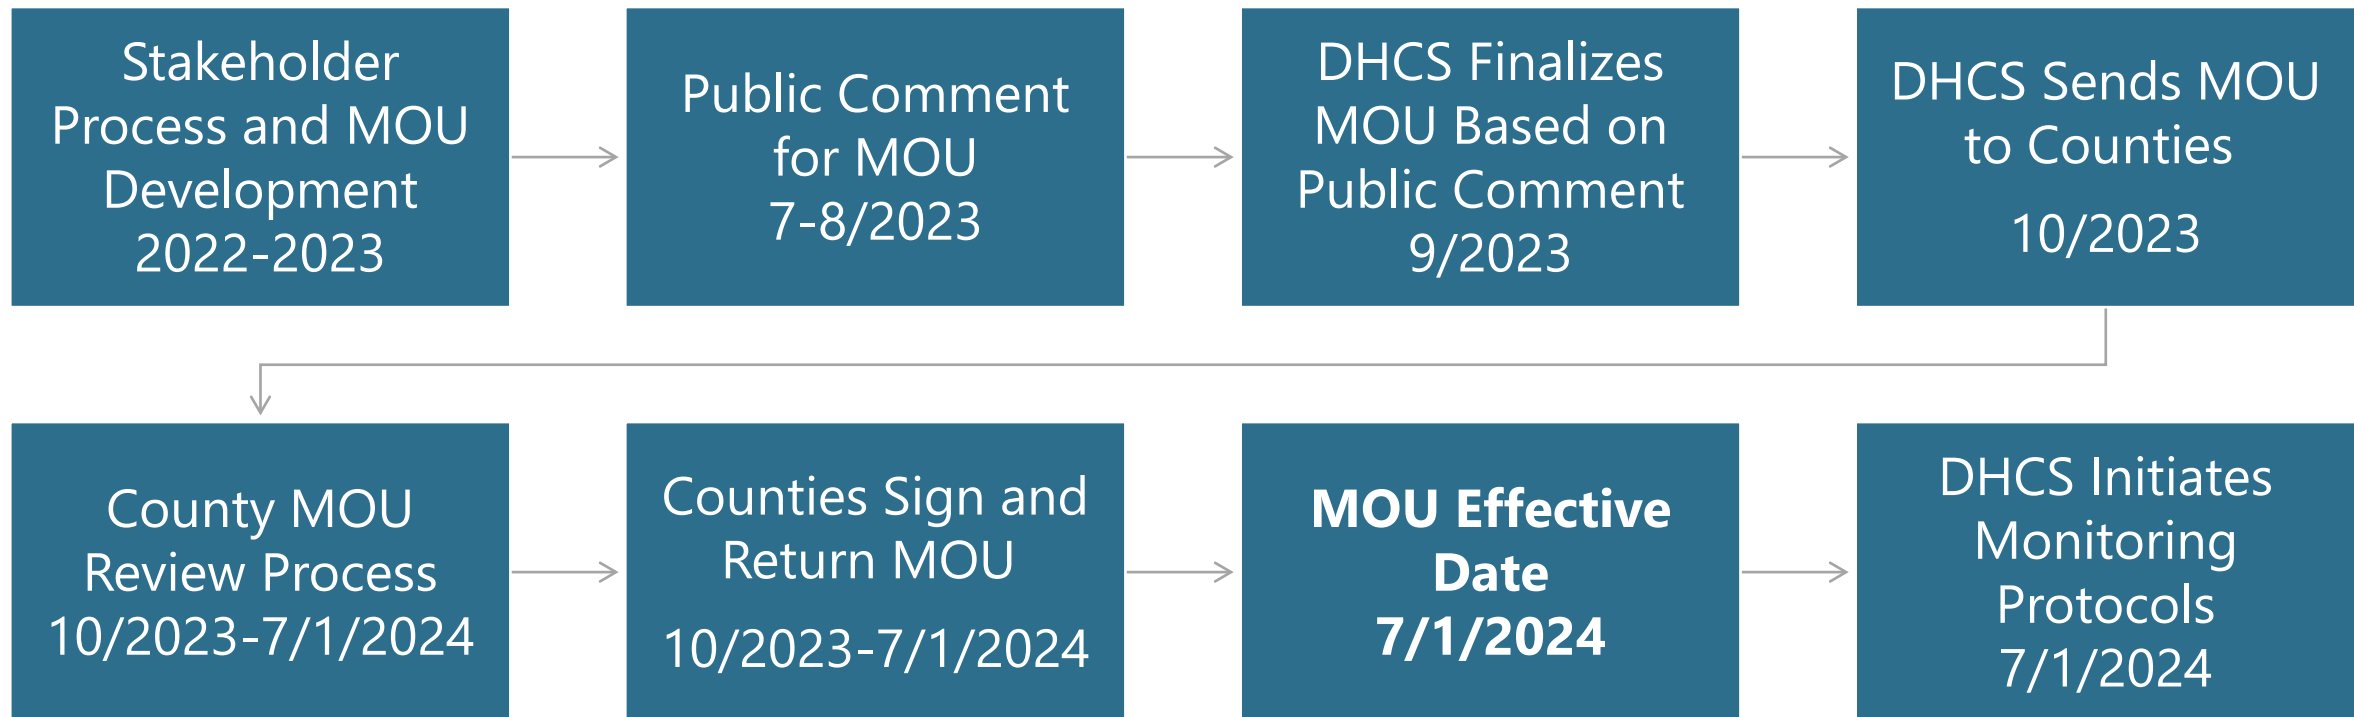 Stakeholder
Process and MOU
Development
2022-2023
Public Comment
for MOU
7-8/2023
DHCS Finalizes
MOU Based on
Public Comment
9/2023
DHCS Sends MOU
to Counties
10/2023
County MOU
Review Process
10/2023-7/1/2024
Counties Sign and
Return MOU
10/2023-7/1/2024
MOU Effective
Date
7/1/2024
DHCS Initiates
Monitoring
Protocols
7/1/2024